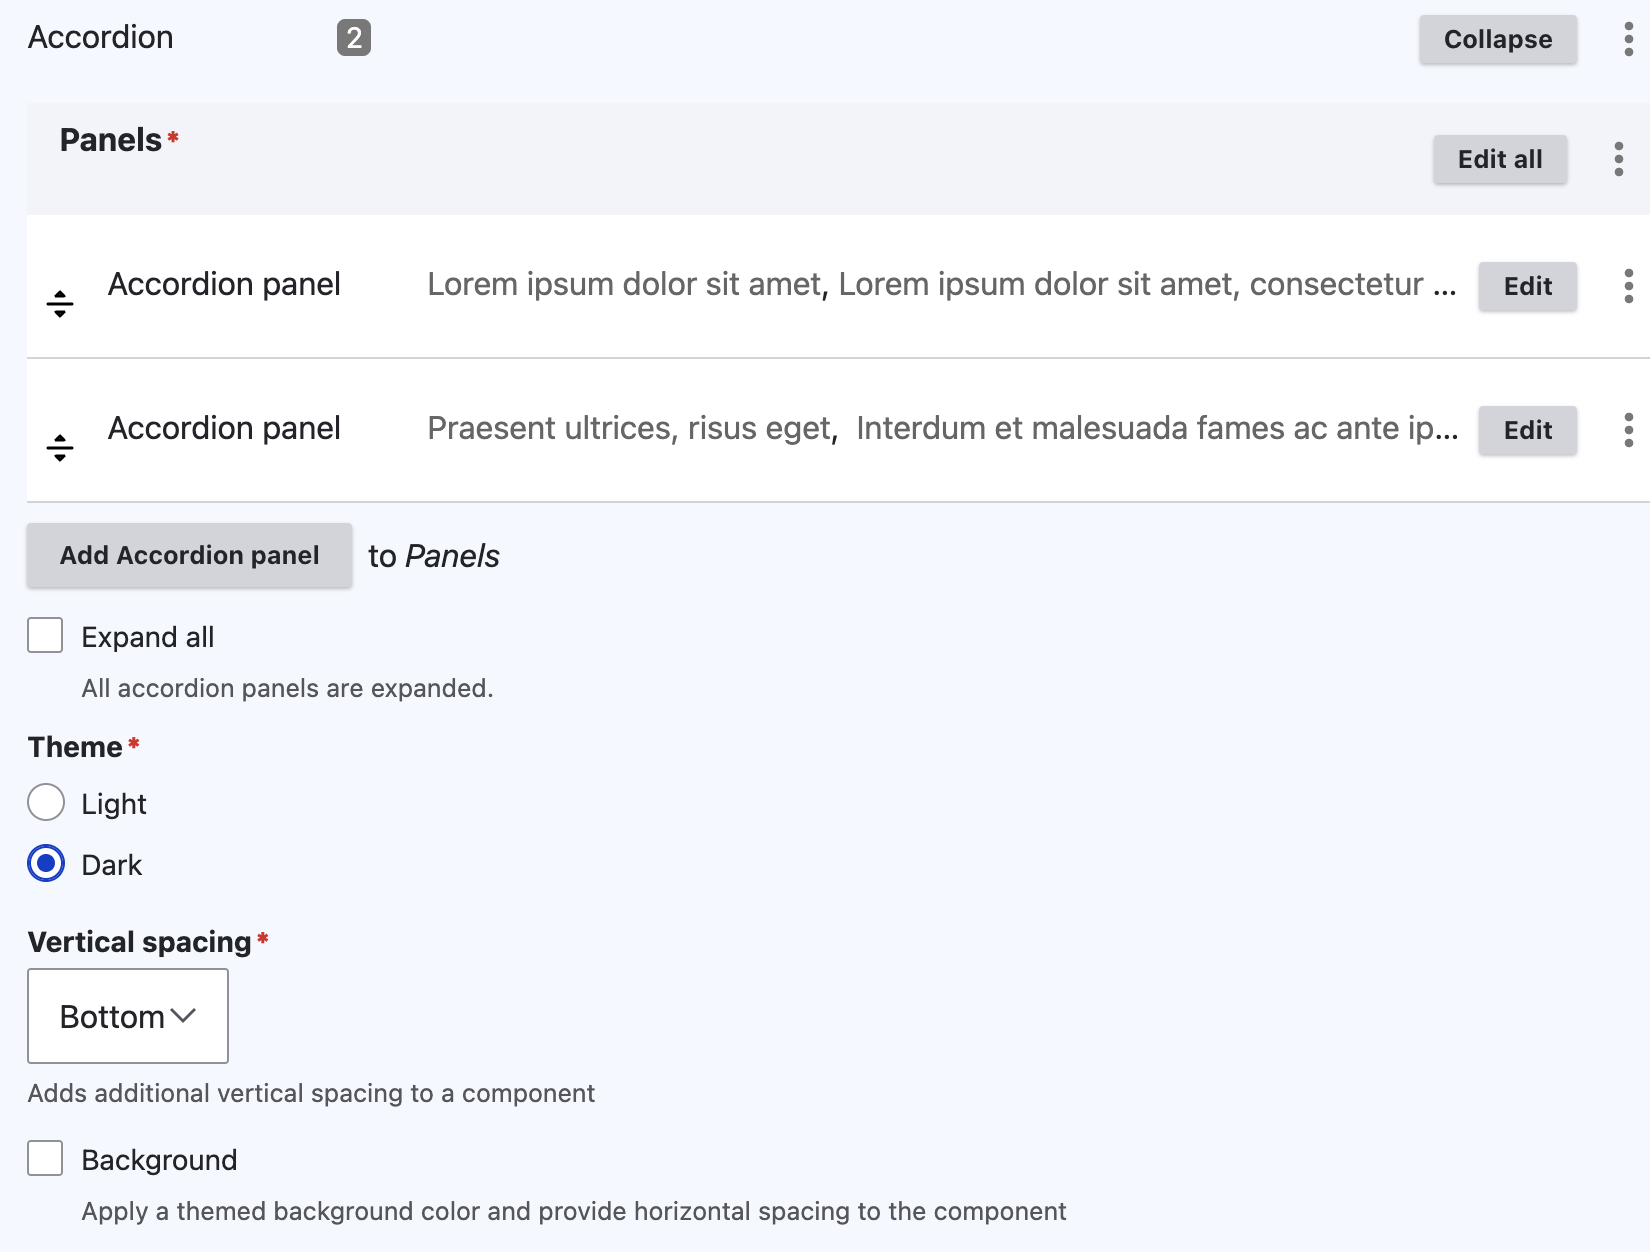 Accordion 2 Collapse
Panels* Edit all
Accordion panel Lorem ipsum dolor sit amet, Lorem ipsum dolor sit amet, consectetur ... Edit
Accordion panel Praesent ultrices, risus eget, Interdum et malesuada fames ac ante ip... Edit
Add Accordion panel to Panels
Expand all
All accordion panels are expanded.
Theme*
Light
Dark
Vertical spacing*
Bottom
Adds additional vertical spacing to a component
Background
Apply a themed background color and provide horizontal spacing to the component